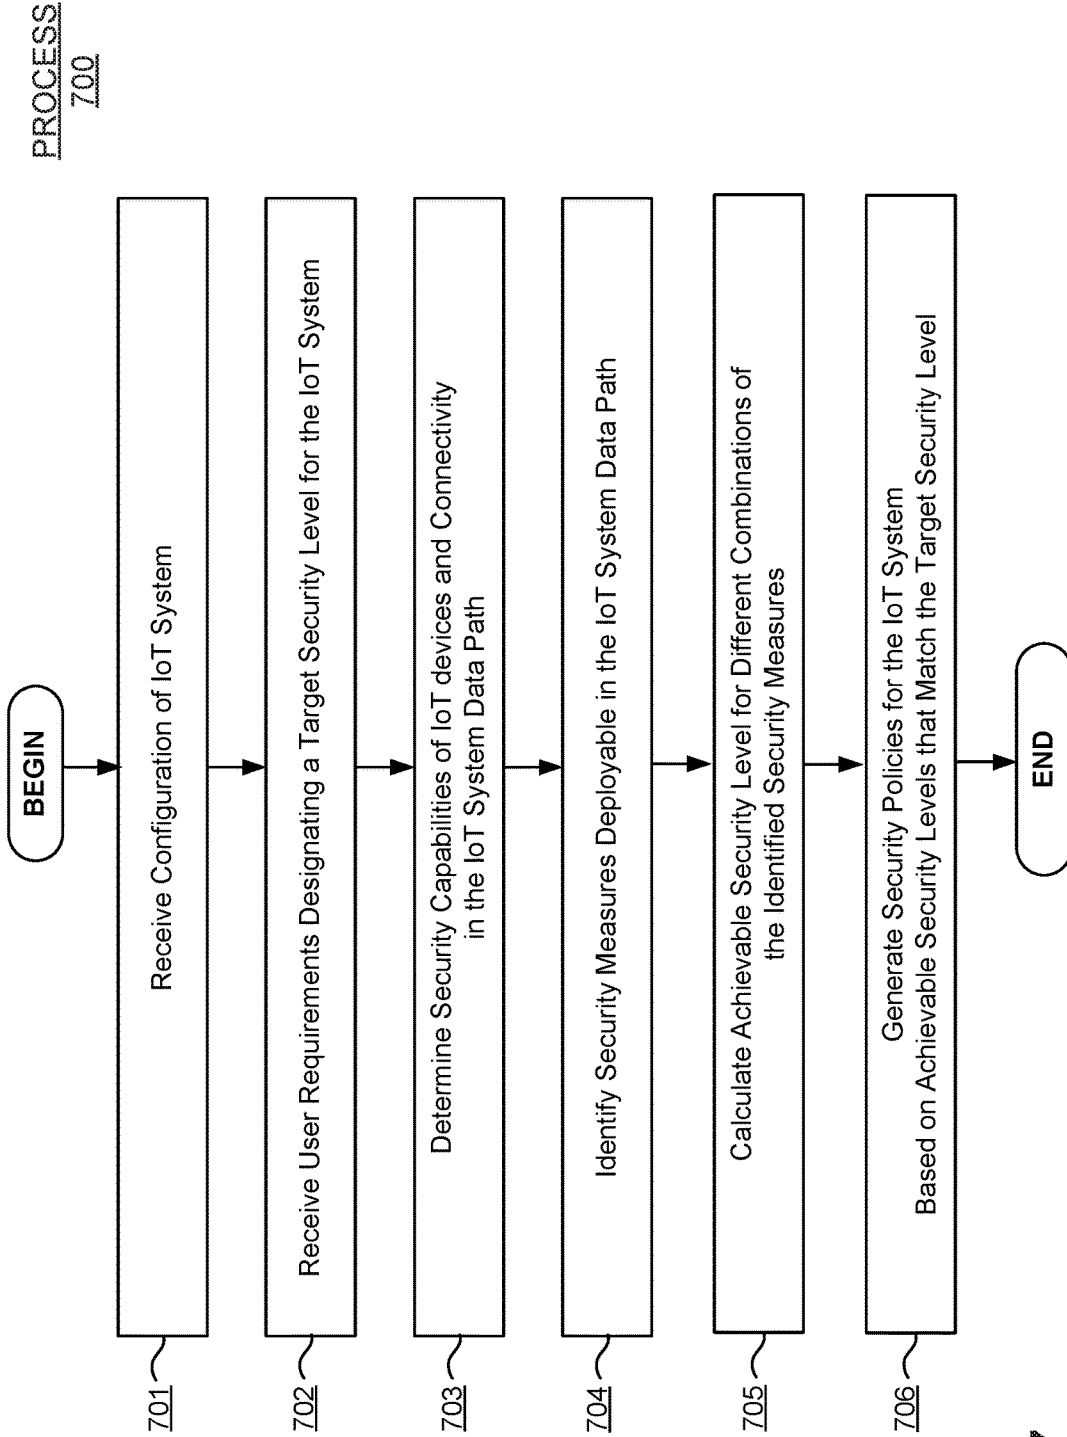 PROCESS
700
BEGIN
701
Receive Configuration of IoT System
702
Receive User Requirements Designating a Target Security Level for the IoT System
703
Determine Security Capabilities of IoT devices and Connectivity
in the IoT System Data Path
704
Identify Security Measures Deployable in the IoT System Data Path
705
Calculate Achievable Security Level for Different Combinations of
the Identified Security Measures
706
Generate Security Policies for the IoT System
Based on Achievable Security Levels that Match the Target Security Level
END